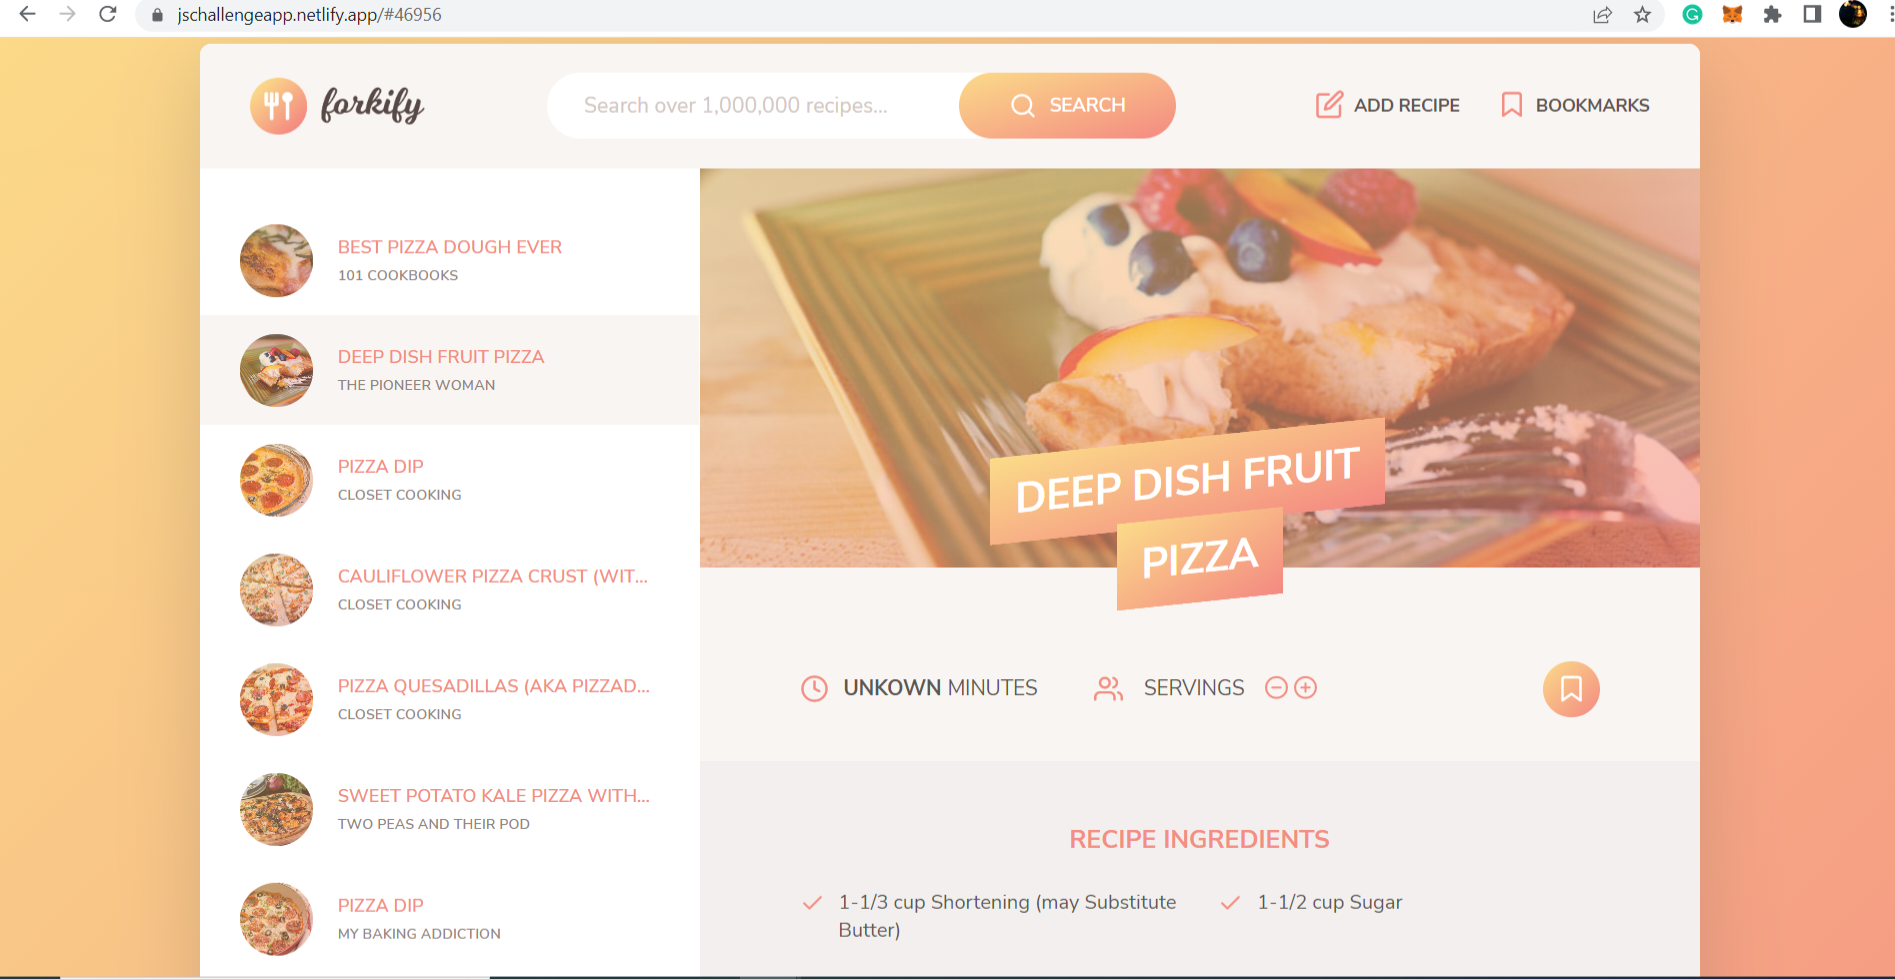 jschallengeapp.netlify.app/#46956
forkify
Search over 1,000,000 recipes...
SEARCH
ADD RECIPE
BOOKMARKS
BEST PIZZA DOUGH EVER
101 COOKBOOKS
DEEP DISH FRUIT PIZZA
THE PIONEER WOMAN
PIZZA DIP
CLOSET COOKING
CAULIFLOWER PIZZA CRUST (WIT...
CLOSET COOKING
PIZZA QUESADILLAS (AKA PIZZAD...
CLOSET COOKING
SWEET POTATO KALE PIZZA WITH...
TWO PEAS AND THEIR POD
PIZZA DIP
MY BAKING ADDICTION
DEEP DISH FRUIT
PIZZA
UNKOWN MINUTES
SERVINGS
RECIPE INGREDIENTS
1-1/3 cup Shortening (may Substitute
Butter)
1-1/2 cup Sugar